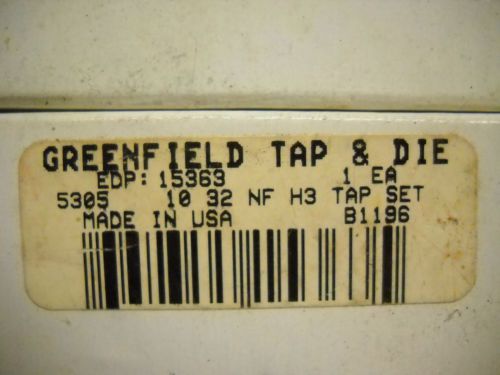 GREENFIELD TAP & DIE
EDP: 15363 1 EA
5305 10 32 NF H3 TAP SET
MADE IN USA B1196